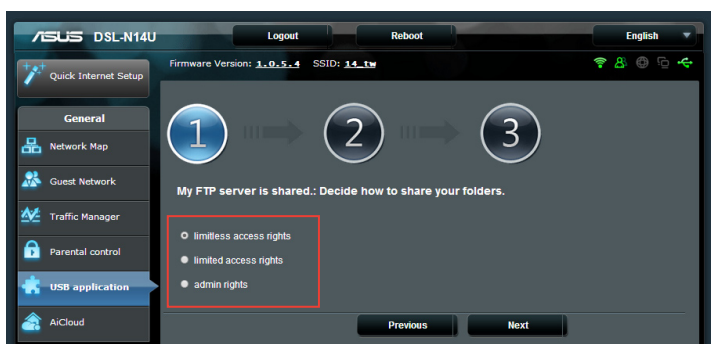 ASUS DSL-N14U Logout Reboot English
Quick Internet Setup
Firmware Version: 1.0.5.4 SSID: 14_tw
General
Network Map
Guest Network
Traffic Manager
Parental control
USB application
AiCloud
1 2 3
My FTP server is shared.: Decide how to share your folders.
limitless access rights
limited access rights
admin rights
Previous Next